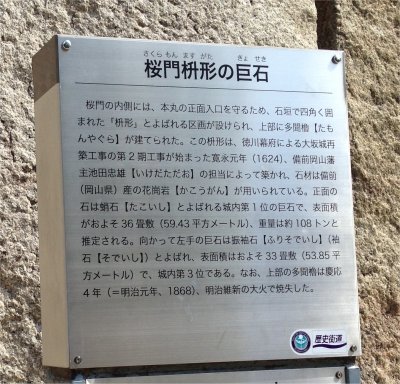 さくら もん ます がた きょ せき
桜門枡形の巨石
桜門の内側には、本丸の正面入口を守るため、石垣で四角く囲
まれた「枡形」とよばれる区画が設けられ、上部に多聞櫓【たも
んやぐら】が建てられた。この枡形は、徳川幕府による大坂城再
築工事の第2期工事が始まった寛永元年(1624)、備前岡山藩
主池田忠雄【いけだただお】の担当によって築かれ、石材は備前
(岡山県)産の花崗岩【かこうがん】が用いられている。正面の
石は蛸石【たこいし】とよばれる城内第1位の巨石で、表面積
がおよそ36畳敷(59.43平方メートル)、重量は約108トンと
推定される。向かって左手の巨石は振袖石【ふりそでいし】(袖
石【そでいし】)とよばれ、表面積はおよそ33畳敷(53.85平
方メートル)で、城内第3位である。なお、上部の多聞櫓は慶応
4年(=明治元年、1868)、明治維新の大火で焼失した。
歴史街道